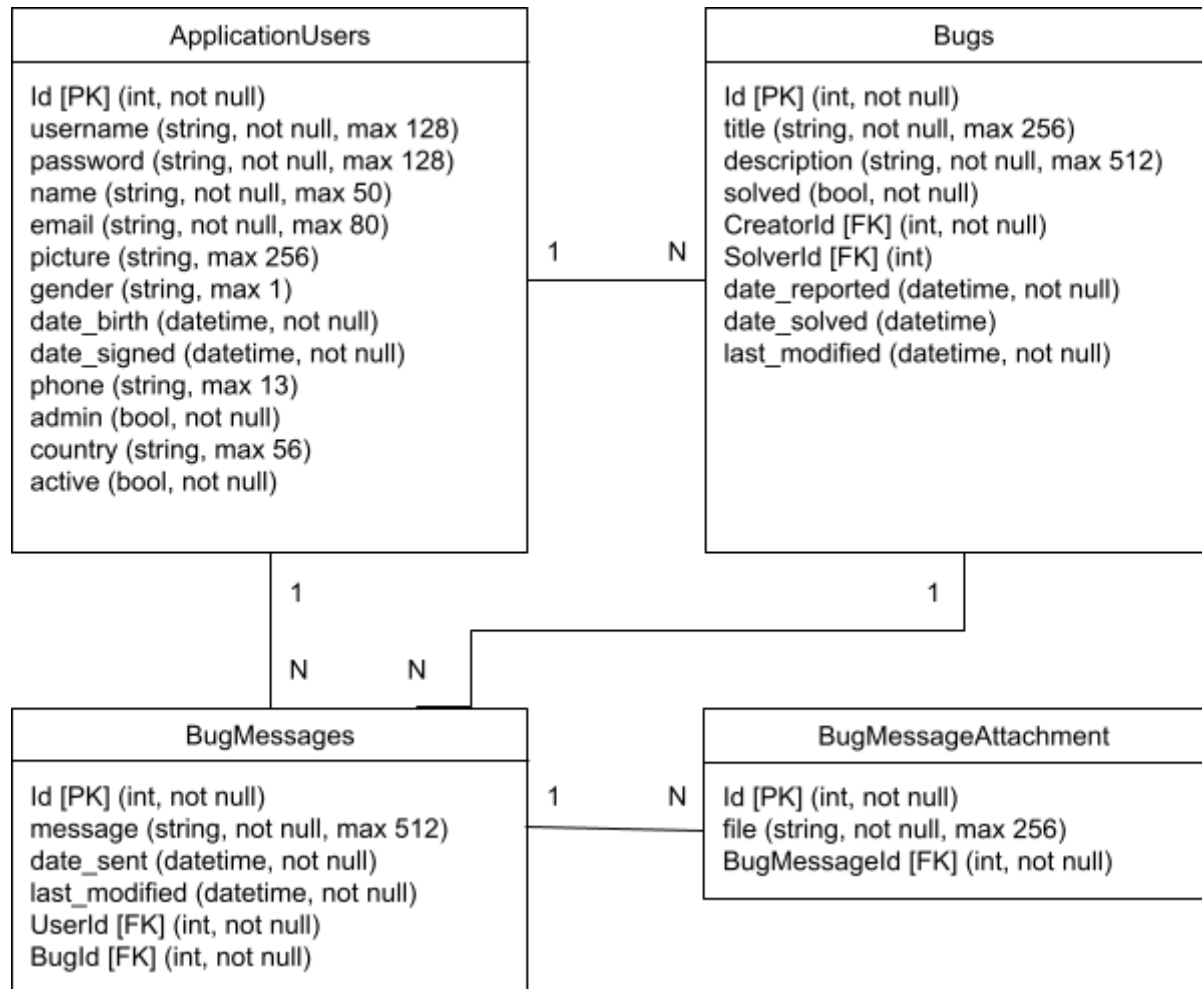 ApplicationUsers
Id [PK] (int, not null)
username (string, not null, max 128)
password (string, not null, max 128)
name (string, not null, max 50)
email (string, not null, max 80)
picture (string, max 256)
gender (string, max 1)
date_birth (datetime, not null)
date_signed (datetime, not null)
phone (string, max 13)
admin (bool, not null)
country (string, max 56)
active (bool, not null)
1
N
Bugs
Id [PK] (int, not null)
title (string, not null, max 256)
description (string, not null, max 512)
solved (bool, not null)
CreatorId [FK] (int, not null)
SolverId [FK] (int)
date_reported (datetime, not null)
date_solved (datetime)
last_modified (datetime, not null)
1
1
N
N
BugMessages
Id [PK] (int, not null)
message (string, not null, max 512)
date_sent (datetime, not null)
last_modified (datetime, not null)
UserId [FK] (int, not null)
BugId [FK] (int, not null)
1
N
BugMessageAttachment
Id [PK] (int, not null)
file (string, not null, max 256)
BugMessageId [FK] (int, not null)